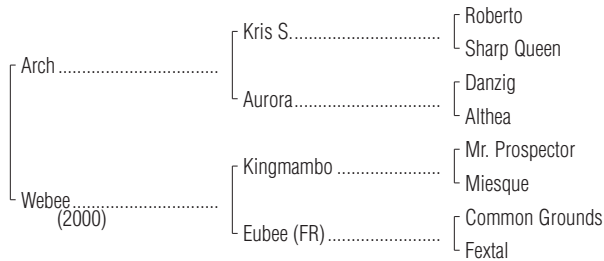 Roberto
Kris S.
Sharp Queen
Arch
Danzig
Aurora
Althea
Mr. Prospector
Kingmambo
Miesque
Webee
(2000)
Common Grounds
Eubee (FR)
Fextal